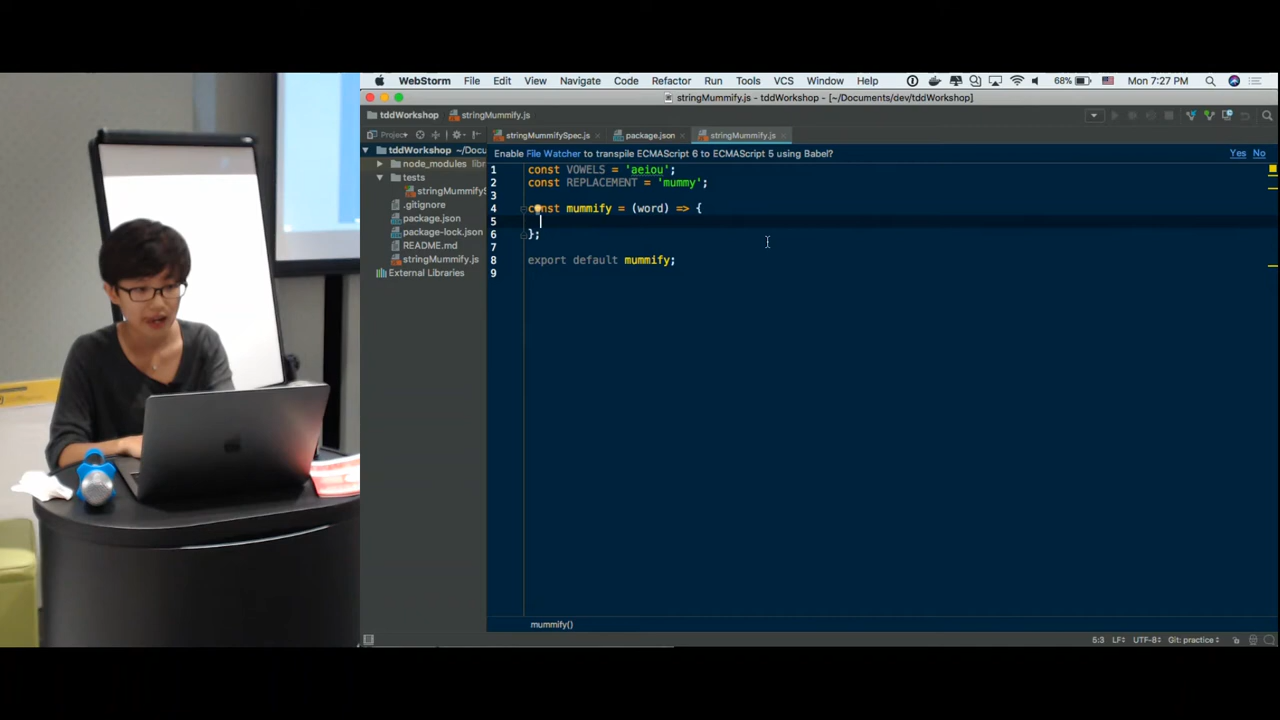 WebStorm File Edit View Navigate Code Refactor Run Tools VCS Window Help 68% Mon 7:27 PM
stringMummify.js - tddWorkshop - [~/Documents/dev/tddWorkshop]
tddWorkshop stringMummify.js
Project stringMummifySpec.js package.json stringMummify.js
tddWorkshop ~/Docu
node_modules libr
tests
stringMummifyS
.gitignore
package.json
package-lock.json
README.md
stringMummify.js
External Libraries
Enable File Watcher to transpile ECMAScript 6 to ECMAScript 5 using Babel? Yes No
1 const VOWELS = 'aeiou';
2 const REPLACEMENT = 'mummy';
3
4 const mummify = (word) => {
5
6 };
7
8 export default mummify;
9
mummify()
5:3 LF÷ UTF-8÷ Git: practice÷